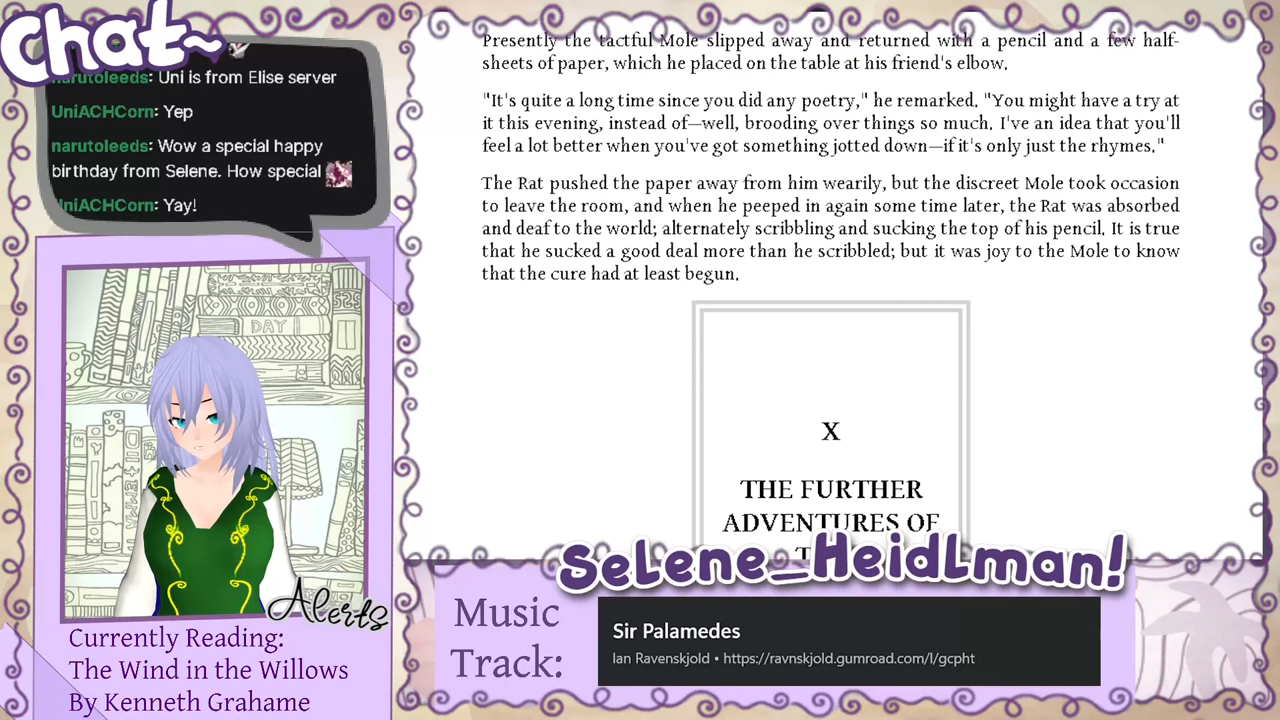 Chat~
narutoleeds: Uni is from Elise server
UniACHCorn: Yep
narutoleeds: Wow a special happy
birthday from Selene. How special
UniACHCorn: Yay!
DAY
Alerts
Currently Reading:
The Wind in the Willows
By Kenneth Grahame
Presently the tactful Mole slipped away and returned with a pencil and a few half-
sheets of paper, which he placed on the table at his friend's elbow.
"It's quite a long time since you did any poetry," he remarked. "You might have a try at
it this evening, instead of—well, brooding over things so much. I've an idea that you'll
feel a lot better when you've got something jotted down—if it's only just the rhymes."
The Rat pushed the paper away from him wearily, but the discreet Mole took occasion
to leave the room, and when he peeped in again some time later, the Rat was absorbed
and deaf to the world; alternately scribbling and sucking the top of his pencil. It is true
that he sucked a good deal more than he scribbled; but it was joy to the Mole to know
that the cure had at least begun.
X
THE FURTHER
ADVENTURES OF
Selene_Heidlman!
Music
Track:
Sir Palamedes
Ian Ravenskjold • https://ravnskjold.gumroad.com/l/gcpht